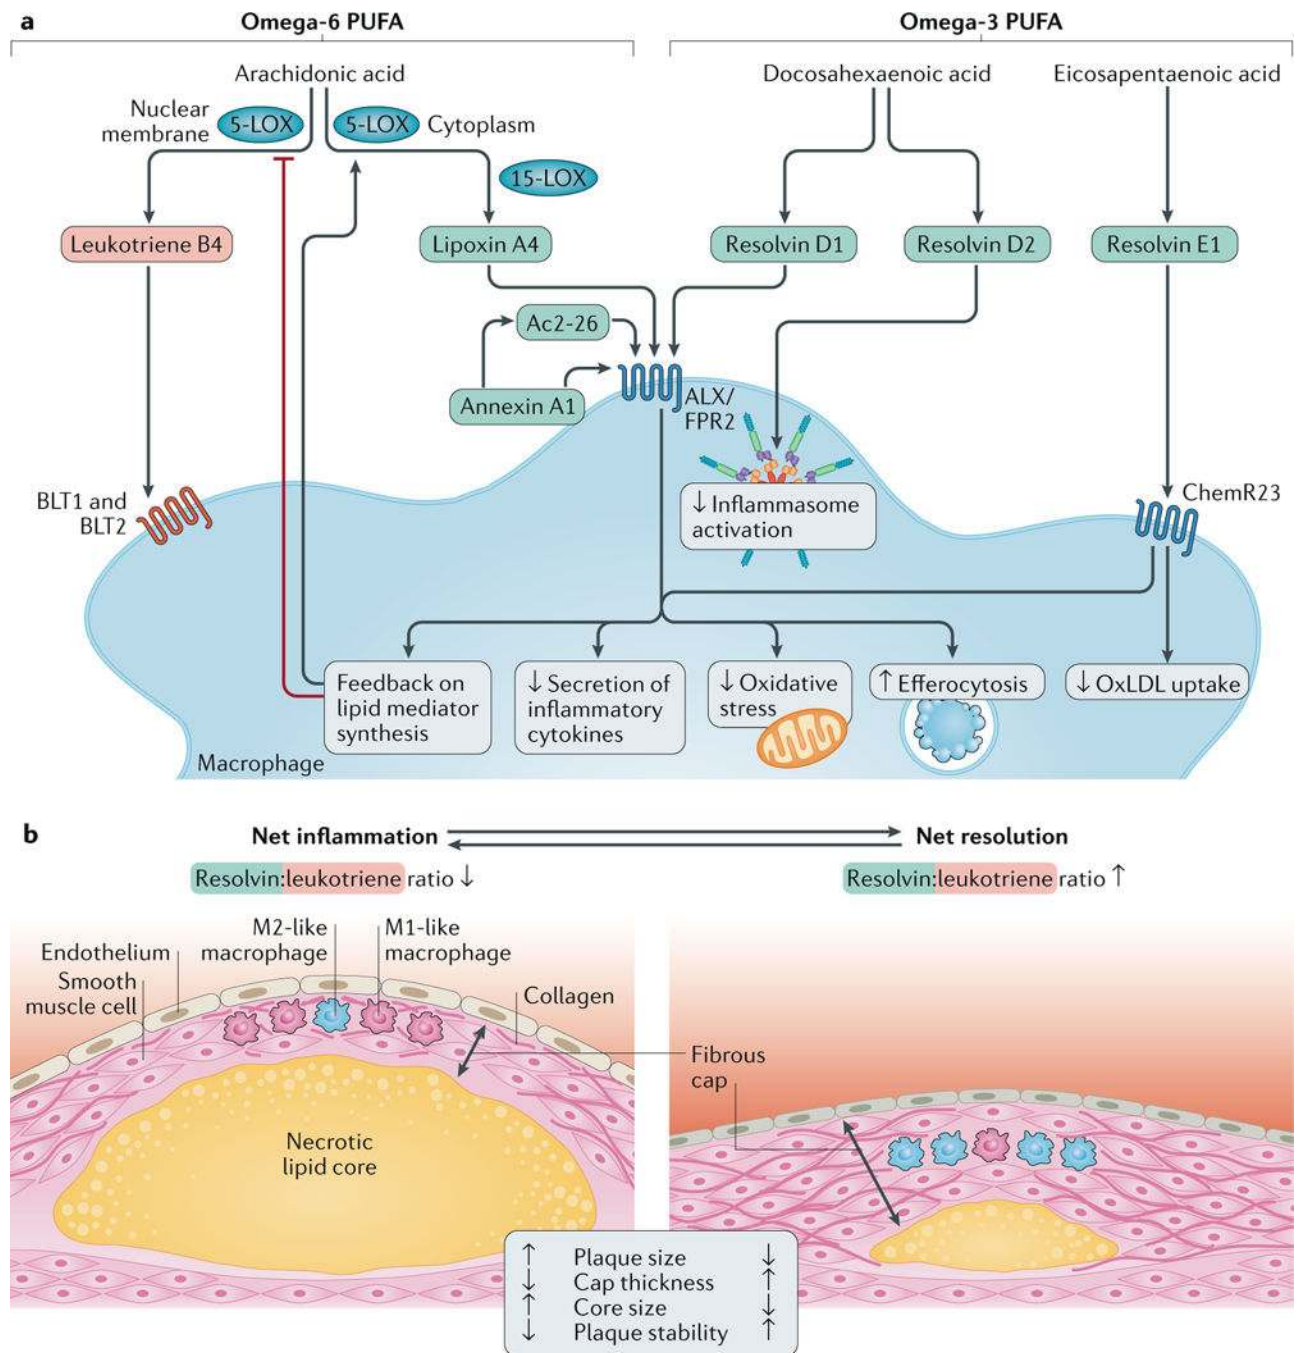 a
Omega-6 PUFA
Omega-3 PUFA
Arachidonic acid
Docosahexaenoic acid
Eicosapentaenoic acid
Nuclear
membrane
5-LOX
5-LOX
Cytoplasm
15-LOX
Leukotriene B4
Lipoxin A4
Resolvin D1
Resolvin D2
Resolvin E1
Ac2-26
Annexin A1
ALX/
FPR2
BLT1 and
BLT2
↓ Inflammasome
activation
ChemR23
Feedback on
lipid mediator
synthesis
↓ Secretion of
inflammatory
cytokines
↓ Oxidative
stress
↑ Efferocytosis
↓ OxLDL uptake
Macrophage
b
Net inflammation
Net resolution
Resolvin:leukotriene ratio ↓
Resolvin:leukotriene ratio ↑
M2-like
macrophage
M1-like
macrophage
Endothelium
Smooth
muscle cell
Collagen
Fibrous
cap
Necrotic
lipid core
↑ Plaque size ↓
↓ Cap thickness ↑
↑ Core size ↓
↓ Plaque stability ↑